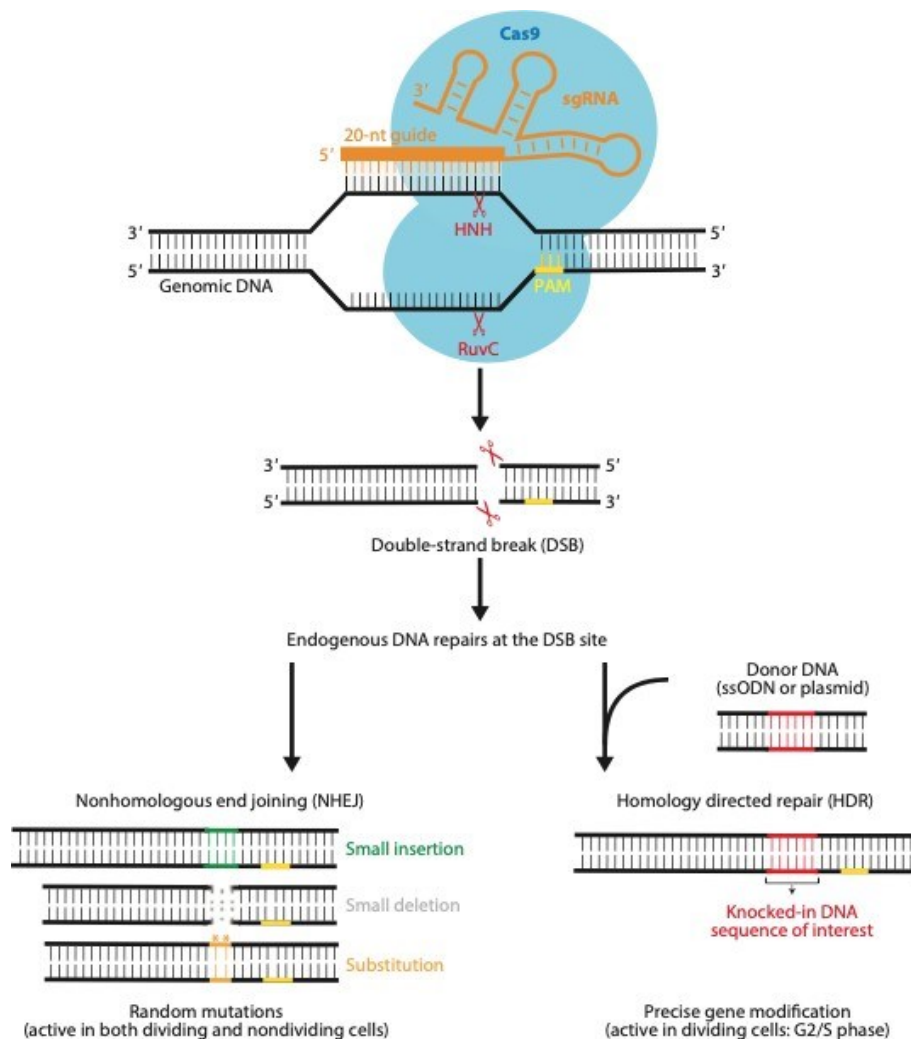 Cas9
3′
sgRNA
20-nt guide
5′
HNH
3′
5′
5′
3′
Genomic DNA
PAM
RuvC
3′
5′
5′
3′
Double-strand break (DSB)
Endogenous DNA repairs at the DSB site
Donor DNA
(ssODN or plasmid)
Nonhomologous end joining (NHEJ)
Small insertion
Small deletion
Substitution
Random mutations
(active in both dividing and nondividing cells)
Homology directed repair (HDR)
Knocked-in DNA
sequence of interest
Precise gene modification
(active in dividing cells: G2/S phase)